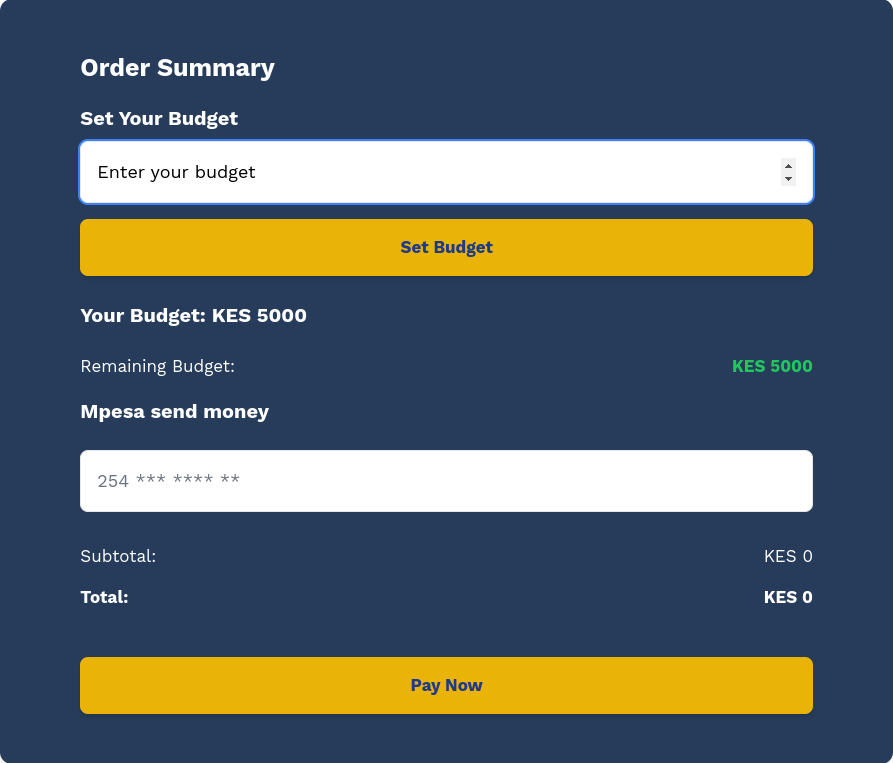 Order Summary
Set Your Budget
Enter your budget
Set Budget
Your Budget: KES 5000
Remaining Budget: KES 5000
Mpesa send money
254 *** **** **
Subtotal: KES 0
Total: KES 0
Pay Now